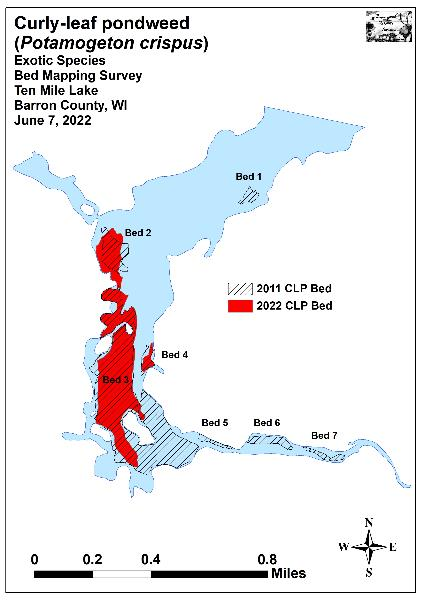 Curly-leaf pondweed
(Potamogeton crispus)
Exotic Species
Bed Mapping Survey
Ten Mile Lake
Barron County, WI
June 7, 2022
Bed 1
Bed 2
2011 CLP Bed
2022 CLP Bed
Bed 4
Bed 3
Bed 5
Bed 6
Bed 7
N
W E
S
0 0.2 0.4 0.8
Miles